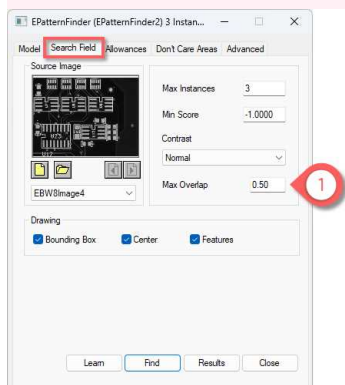 EPatternFinder (EPatternFinder2) 3 Instan...
Model Search Field Allowances Don't Care Areas Advanced
Source Image
Max Instances 3
Min Score -1.0000
Contrast
Normal
Max Overlap 0.50
1
EBW8Image4
Drawing
Bounding Box Center Features
Learn Find Results Close